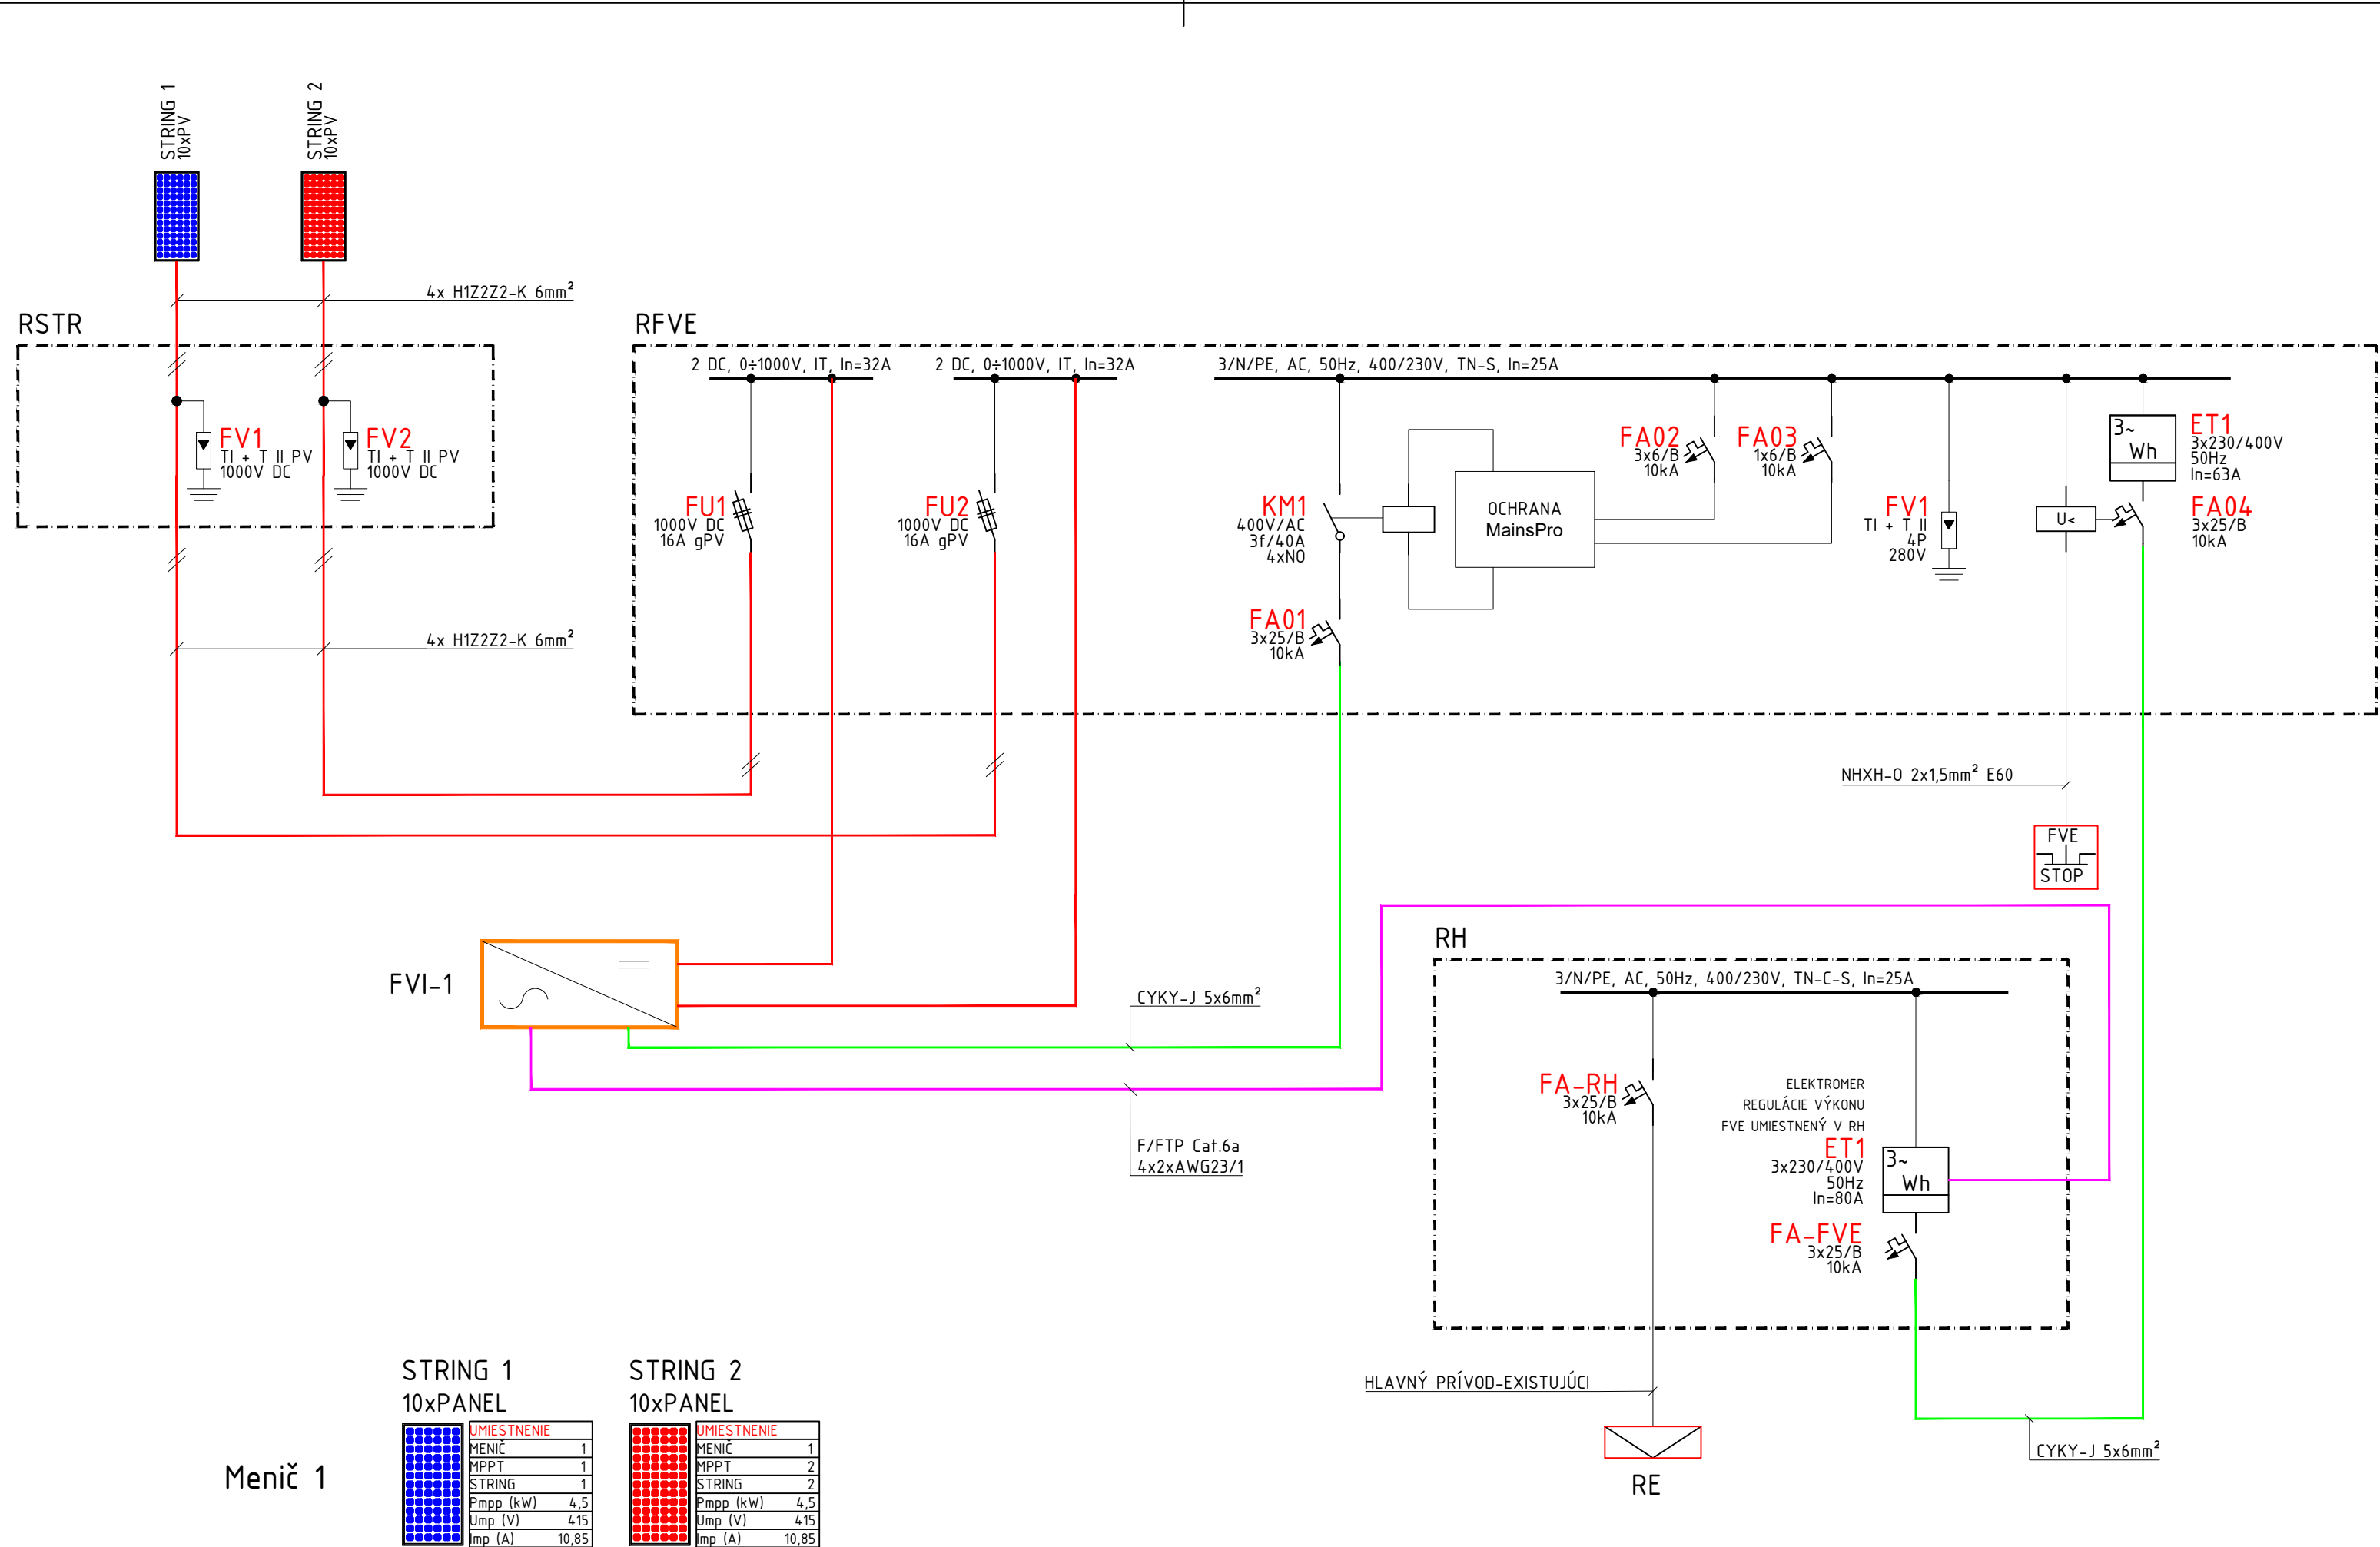 STRING 1
10xPV
STRING 2
10xPV
4x H1Z2Z2-K 6mm²
RSTR
FV1
TI + T II PV
1000V DC
FV2
TI + T II PV
1000V DC
4x H1Z2Z2-K 6mm²
RFVE
2 DC, 0÷1000V, IT, In=32A
2 DC, 0÷1000V, IT, In=32A
3/N/PE, AC, 50Hz, 400/230V, TN-S, In=25A
FU1
1000V DC
16A gPV
FU2
1000V DC
16A gPV
KM1
400V/AC
3f/40A
4xNO
FA01
3x25/B
10kA
OCHRANA
MainsPro
FA02
3x6/B
10kA
FA03
1x6/B
10kA
FV1
TI + T II
4P
280V
U<
3~
Wh
ET1
3x230/400V
50Hz
In=63A
FA04
3x25/B
10kA
NHXH-O 2x1,5mm² E60
FVE
STOP
FVI-1
CYKY-J 5x6mm²
F/FTP Cat.6a
4x2xAWG23/1
RH
3/N/PE, AC, 50Hz, 400/230V, TN-C-S, In=25A
FA-RH
3x25/B
10kA
ELEKTROMER
REGULÁCIE VÝKONU
FVE UMIESTNENÝ V RH
ET1
3x230/400V
50Hz
In=80A
3~
Wh
FA-FVE
3x25/B
10kA
HLAVNÝ PRÍVOD-EXISTUJÚCI
RE
CYKY-J 5x6mm²
Menič 1
STRING 1
10xPANEL
UMIESTNENIE
MENIČ 1
MPPT 1
STRING 1
Pmpp (kW) 4,5
Ump (V) 415
Imp (A) 10,85
STRING 2
10xPANEL
UMIESTNENIE
MENIČ 1
MPPT 2
STRING 2
Pmpp (kW) 4,5
Ump (V) 415
Imp (A) 10,85